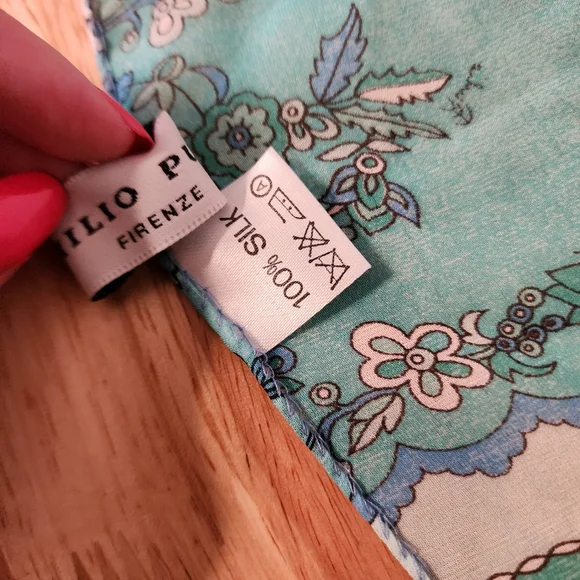 ILIO PU
FIRENZE
100% SILK
A